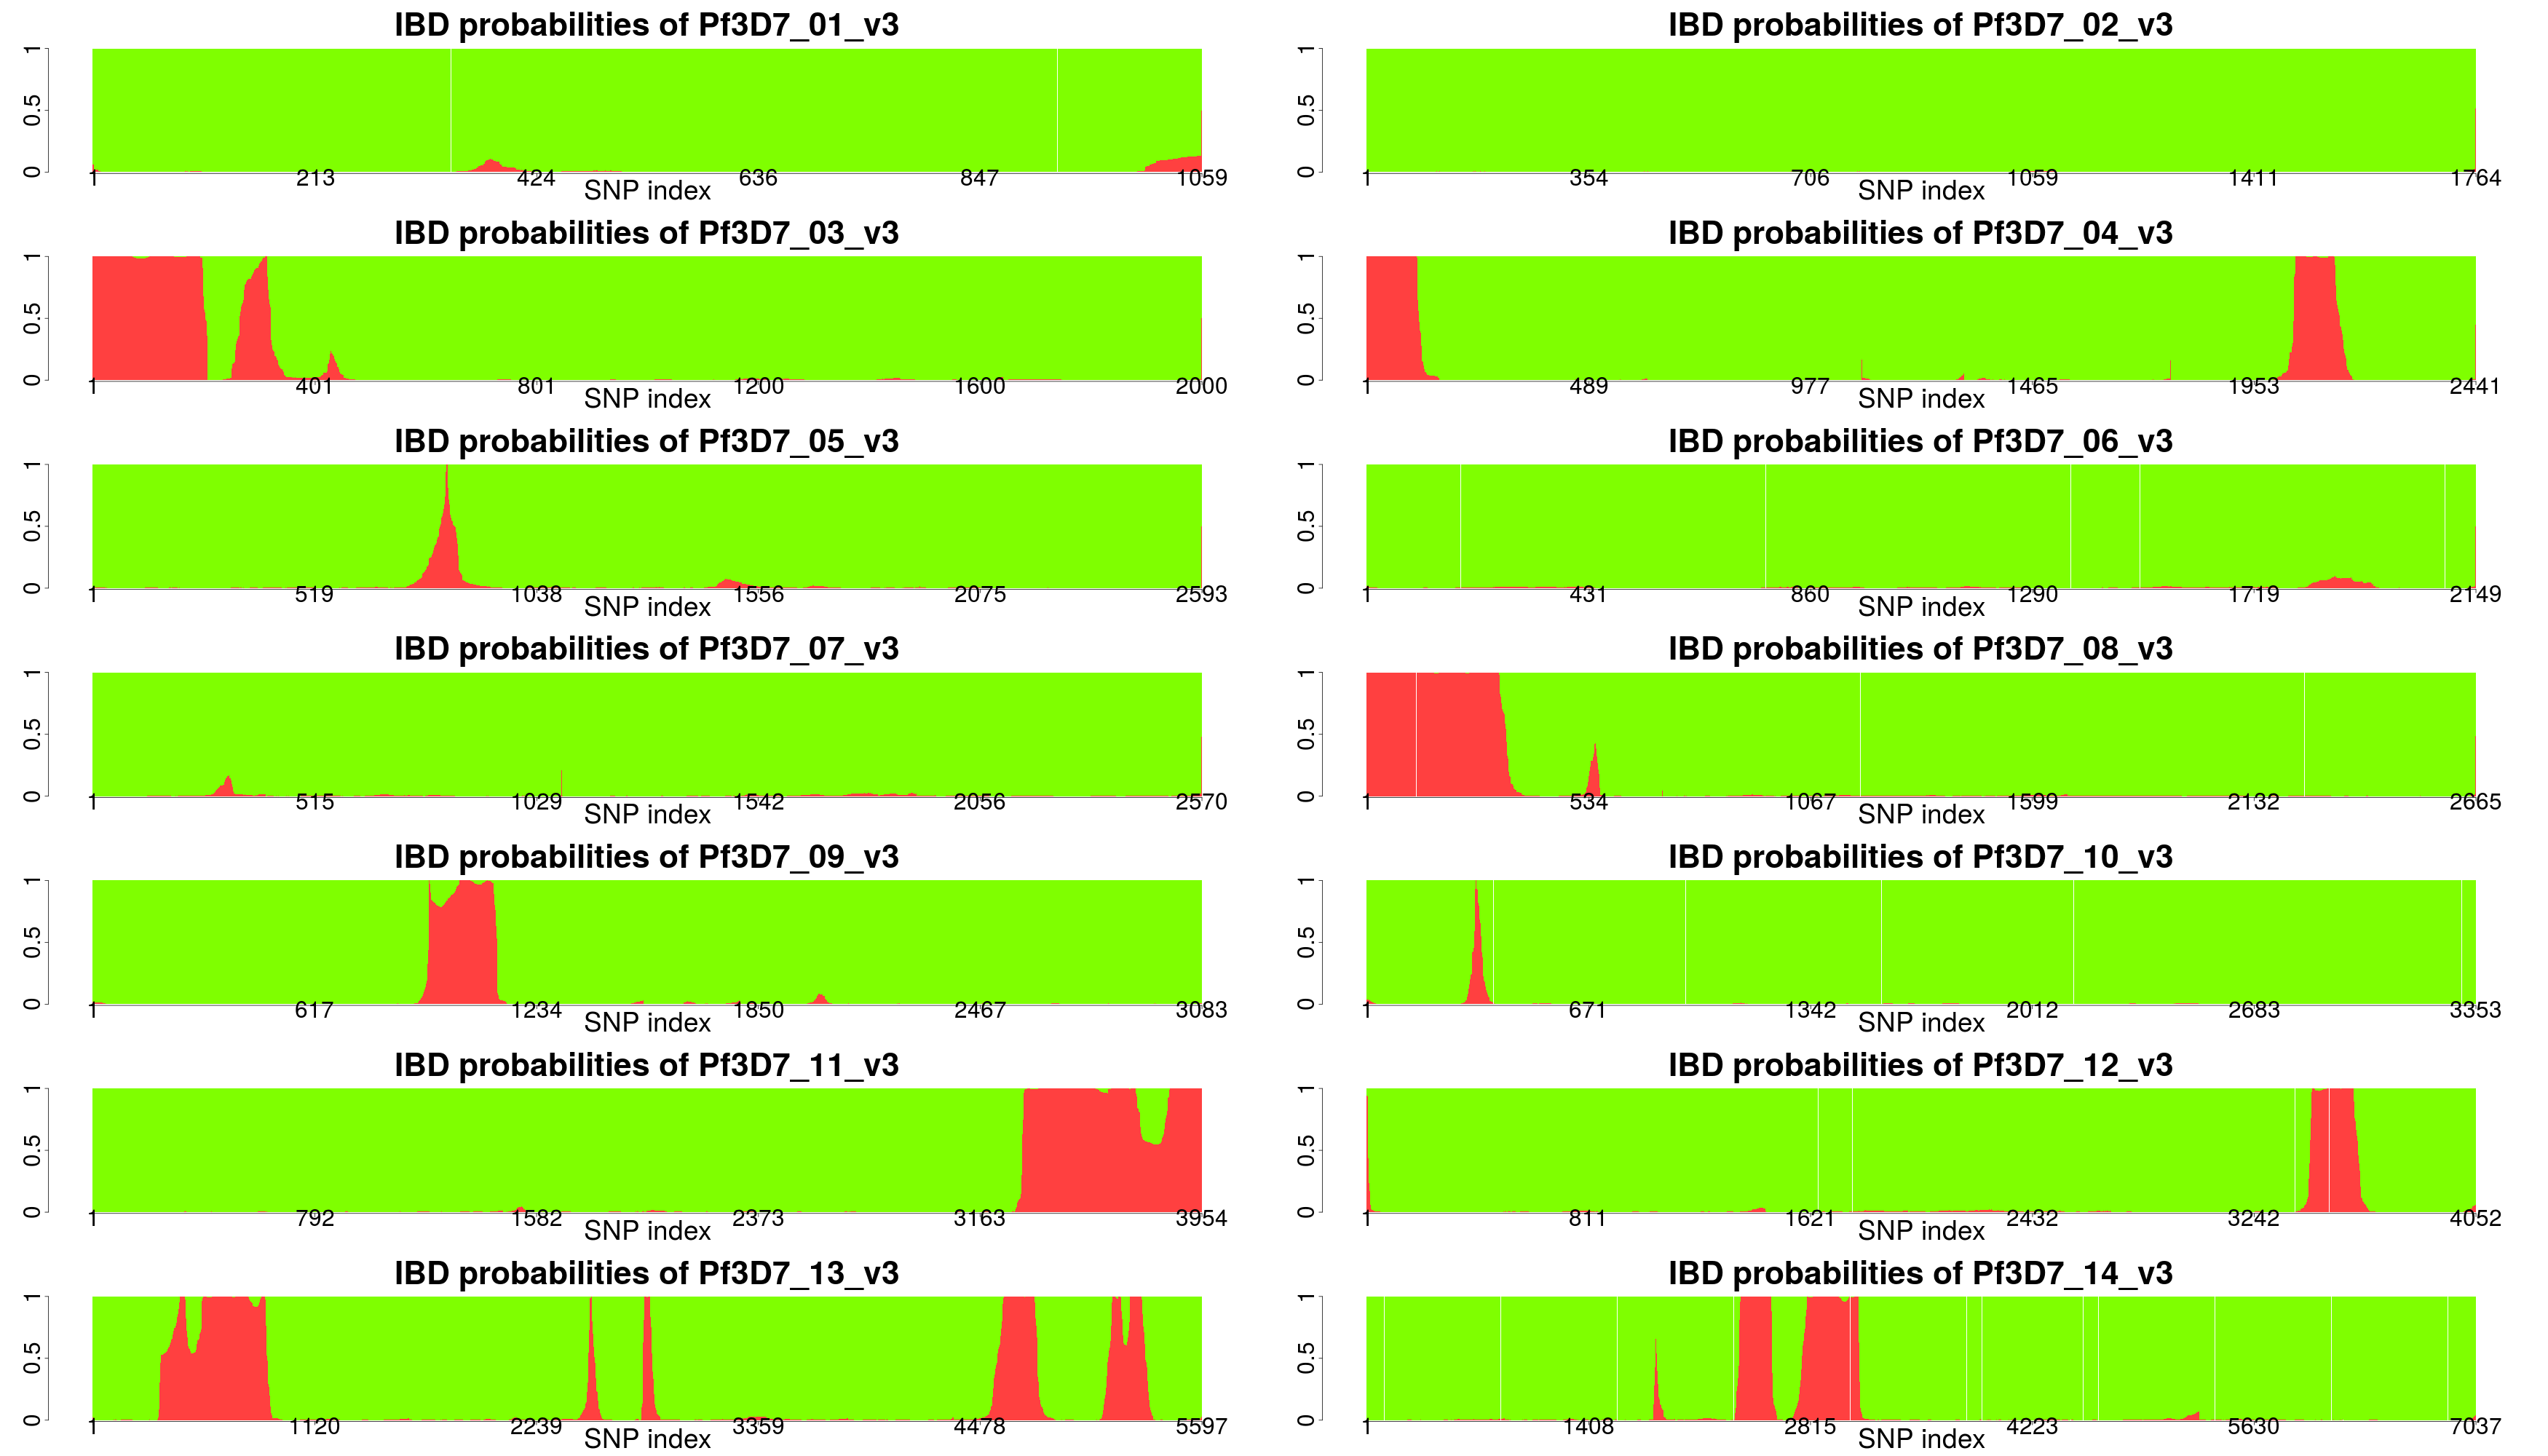 IBD probabilities of Pf3D7_01_v3
0 0.5 1
1 213 424 636 847 1059
SNP index
IBD probabilities of Pf3D7_02_v3
0 0.5 1
1 354 706 1059 1411 1764
SNP index
IBD probabilities of Pf3D7_03_v3
0 0.5 1
1 401 801 1200 1600 2000
SNP index
IBD probabilities of Pf3D7_04_v3
0 0.5 1
1 489 977 1465 1953 2441
SNP index
IBD probabilities of Pf3D7_05_v3
0 0.5 1
1 519 1038 1556 2075 2593
SNP index
IBD probabilities of Pf3D7_06_v3
0 0.5 1
1 431 860 1290 1719 2149
SNP index
IBD probabilities of Pf3D7_07_v3
0 0.5 1
1 515 1029 1542 2056 2570
SNP index
IBD probabilities of Pf3D7_08_v3
0 0.5 1
1 534 1067 1599 2132 2665
SNP index
IBD probabilities of Pf3D7_09_v3
0 0.5 1
1 617 1234 1850 2467 3083
SNP index
IBD probabilities of Pf3D7_10_v3
0 0.5 1
1 671 1342 2012 2683 3353
SNP index
IBD probabilities of Pf3D7_11_v3
0 0.5 1
1 792 1582 2373 3163 3954
SNP index
IBD probabilities of Pf3D7_12_v3
0 0.5 1
1 811 1621 2432 3242 4052
SNP index
IBD probabilities of Pf3D7_13_v3
0 0.5 1
1 1120 2239 3359 4478 5597
SNP index
IBD probabilities of Pf3D7_14_v3
0 0.5 1
1 1408 2815 4223 5630 7037
SNP index